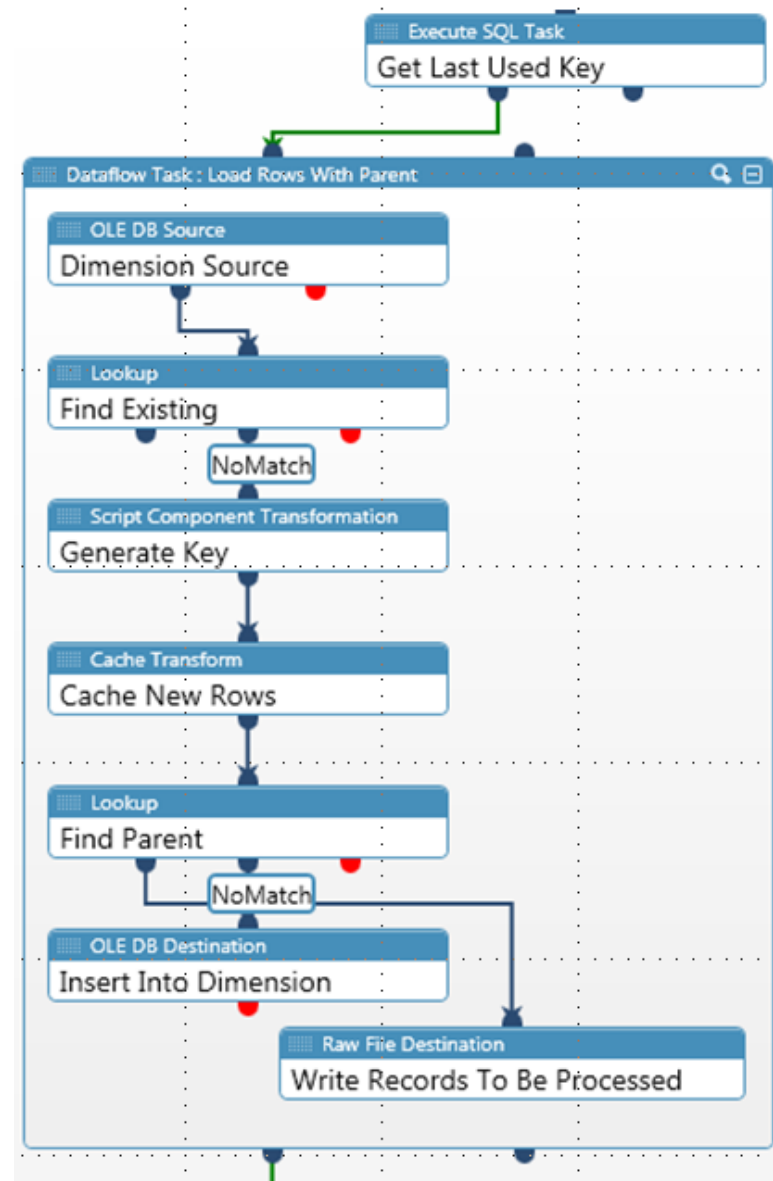 Execute SQL Task
Get Last Used Key
Dataflow Task : Load Rows With Parent
OLE DB Source
Dimension Source
Lookup
Find Existing
NoMatch
Script Component Transformation
Generate Key
Cache Transform
Cache New Rows
Lookup
Find Parent
NoMatch
OLE DB Destination
Insert Into Dimension
Raw File Destination
Write Records To Be Processed